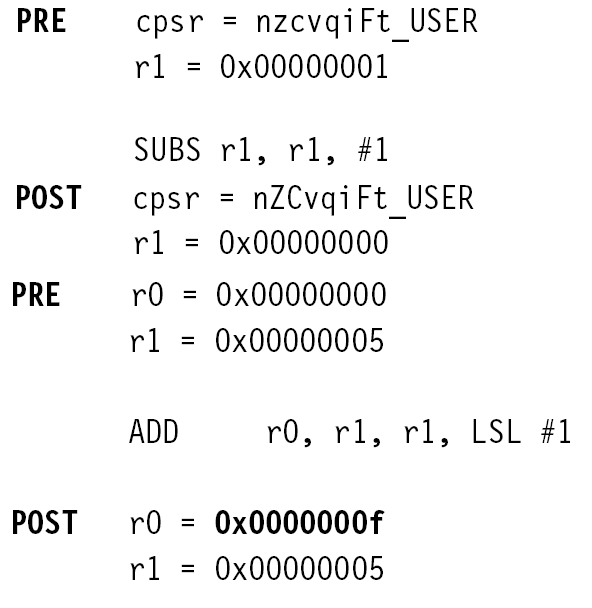 PRE cpsr = nzcvqiFt_USER
r1 = 0x00000001
SUBS r1, r1, #1
POST cpsr = nZCvqiFt_USER
r1 = 0x00000000
PRE r0 = 0x00000000
r1 = 0x00000005
ADD r0, r1, r1, LSL #1
POST r0 = 0x0000000f
r1 = 0x00000005